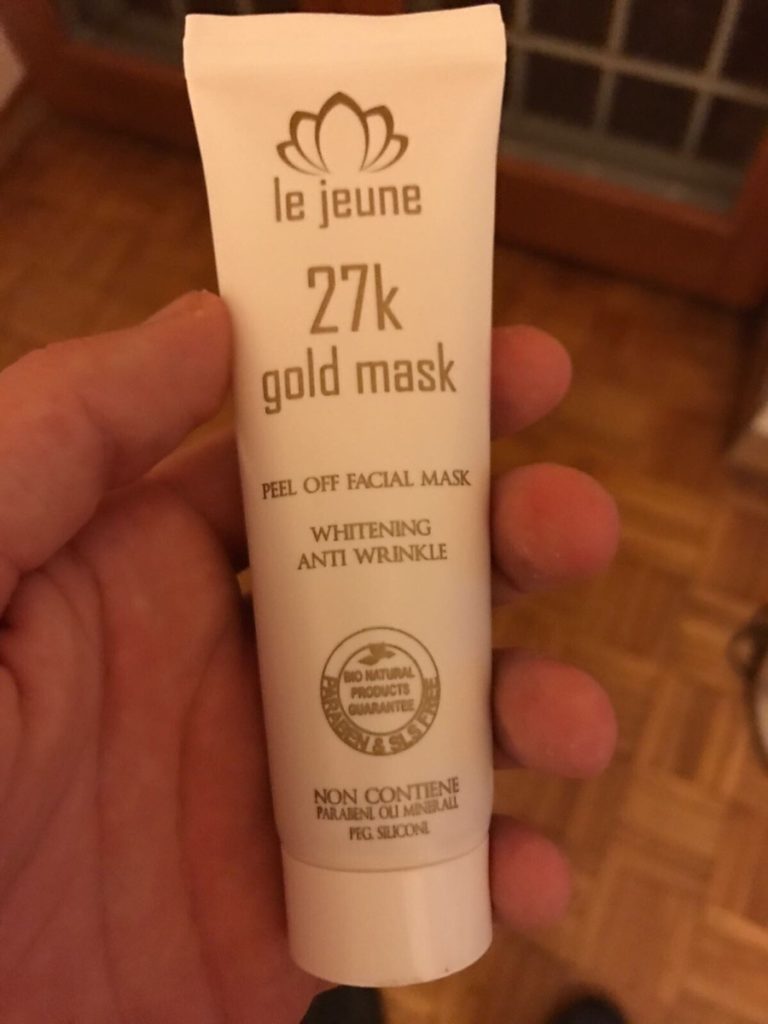 le jeune
27k
gold mask
PEEL OFF FACIAL MASK
WHITENING
ANTI WRINKLE
BIO NATURAL
PRODUCTS
GUARANTEE
PARABEN & SLS FREE
NON CONTIENE
PARABENI, OLI MINERALI,
PEG, SILICONI,